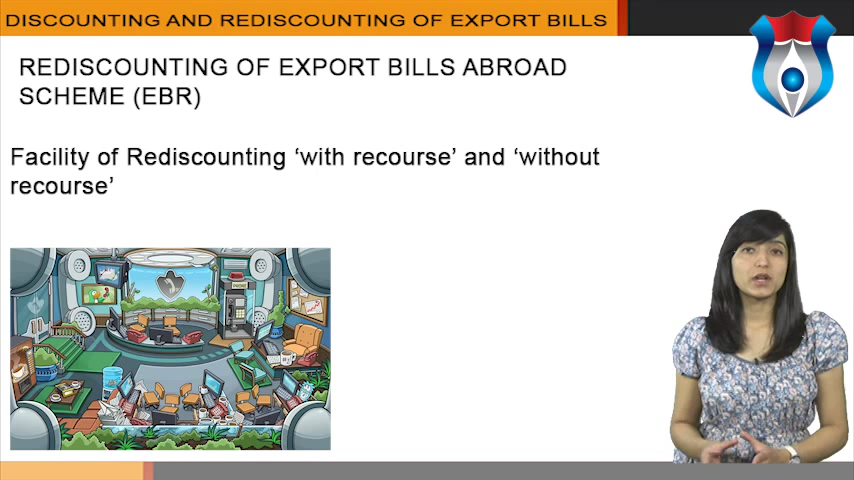 DISCOUNTING AND REDISCOUNTING OF EXPORT BILLS
REDISCOUNTING OF EXPORT BILLS ABROAD
SCHEME (EBR)
Facility of Rediscounting ‘with recourse’ and ‘without
recourse’